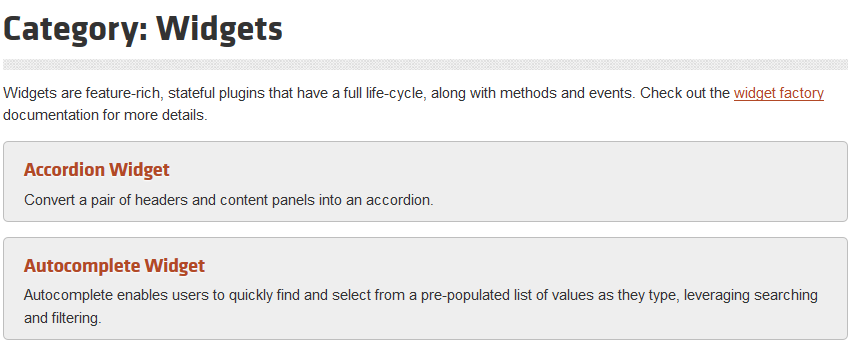 Category: Widgets
Widgets are feature-rich, stateful plugins that have a full life-cycle, along with methods and events. Check out the widget factory
documentation for more details.
Accordion Widget
Convert a pair of headers and content panels into an accordion.
Autocomplete Widget
Autocomplete enables users to quickly find and select from a pre-populated list of values as they type, leveraging searching
and filtering.